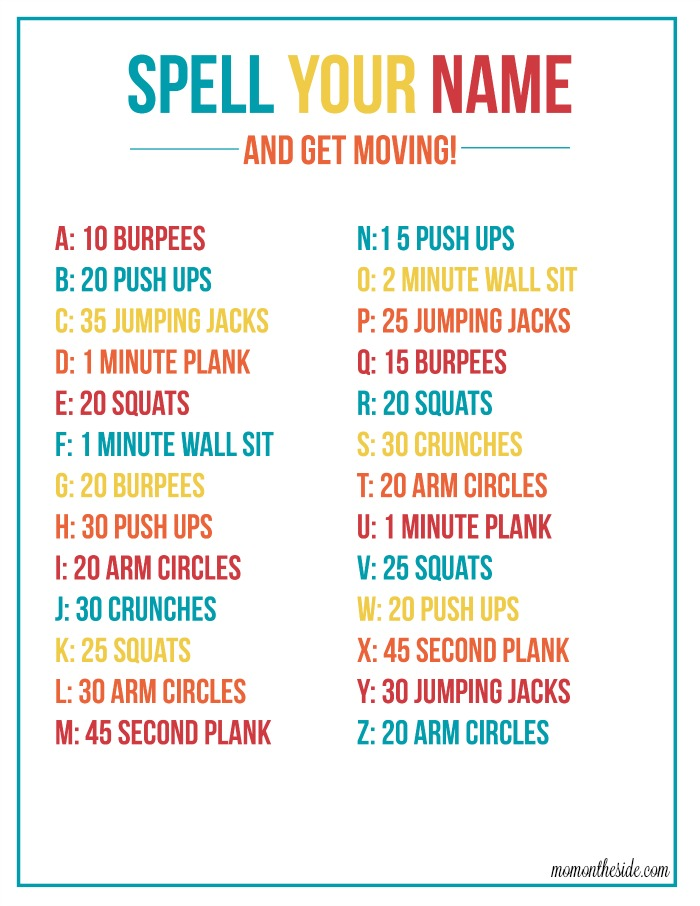 SPELL YOUR NAME
AND GET MOVING!
A: 10 BURPEES
B: 20 PUSH UPS
C: 35 JUMPING JACKS
D: 1 MINUTE PLANK
E: 20 SQUATS
F: 1 MINUTE WALL SIT
G: 20 BURPEES
H: 30 PUSH UPS
I: 20 ARM CIRCLES
J: 30 CRUNCHES
K: 25 SQUATS
L: 30 ARM CIRCLES
M: 45 SECOND PLANK
N:1 5 PUSH UPS
O: 2 MINUTE WALL SIT
P: 25 JUMPING JACKS
Q: 15 BURPEES
R: 20 SQUATS
S: 30 CRUNCHES
T: 20 ARM CIRCLES
U: 1 MINUTE PLANK
V: 25 SQUATS
W: 20 PUSH UPS
X: 45 SECOND PLANK
Y: 30 JUMPING JACKS
Z: 20 ARM CIRCLES
momontheside.com